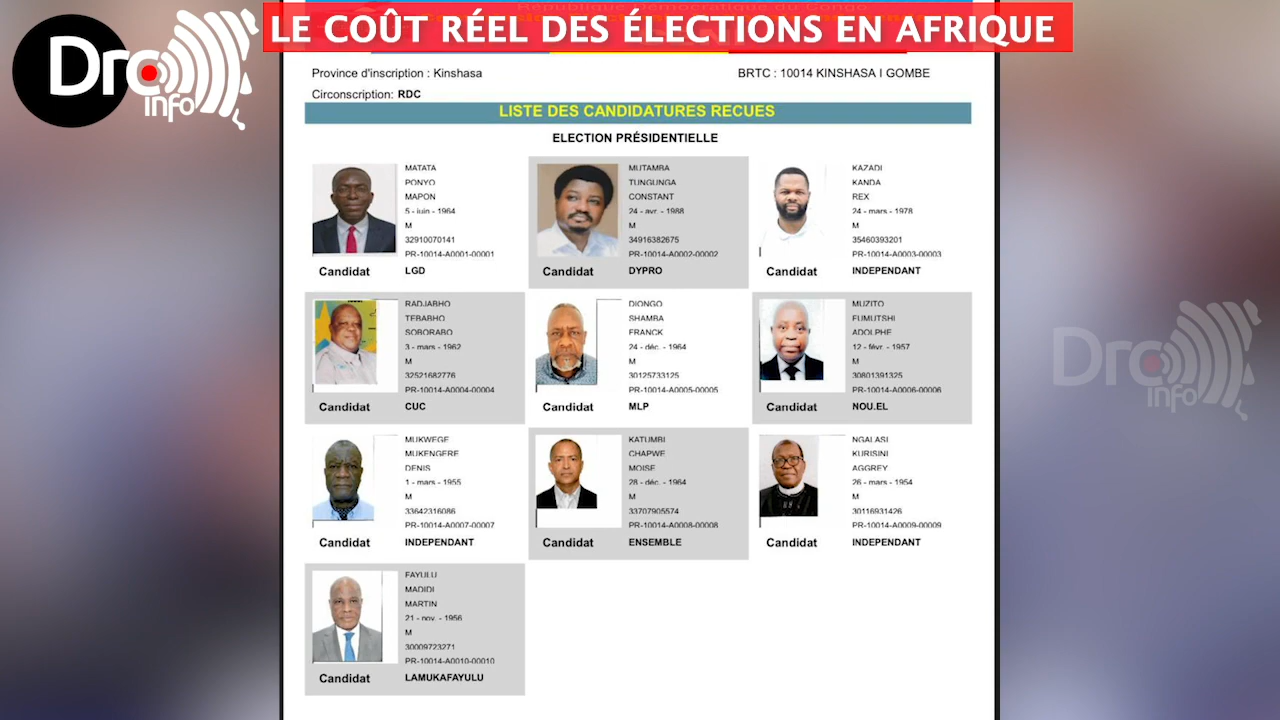 République Démocratique du Congo
LE COÛT RÉEL DES ÉLECTIONS EN AFRIQUE
Drc
info
Province d'inscription : Kinshasa
BRTC : 10014 KINSHASA I GOMBE
Circonscription: RDC
LISTE DES CANDIDATURES RECUES
ELECTION PRÉSIDENTIELLE
MATATA
PONYO
MAPON
5 - juin - 1964
M
32910070141
PR-10014-A0001-00001
Candidat LGD
MUTAMBA
TUNGUNGA
CONSTANT
24 - avr. - 1988
M
34916382675
PR-10014-A0002-00002
Candidat DYPRO
KAZADI
KANDA
REX
24 - mars - 1978
M
35460393201
PR-10014-A0003-00003
Candidat INDEPENDANT
RADJABHO
TEBABHO
SOBORABO
3 - mars - 1962
M
32521682776
PR-10014-A0004-00004
Candidat CUC
DIONGO
SHAMBA
FRANCK
24 - déc. - 1964
M
30125733125
PR-10014-A0005-00005
Candidat MLP
MUZITO
FUMUTSHI
ADOLPHE
12 - févr. - 1957
M
30801391325
PR-10014-A0006-00006
Candidat NOU.EL
MUKWEGE
MUKENGERE
DENIS
1 - mars - 1955
M
33642316086
PR-10014-A0007-00007
Candidat INDEPENDANT
KATUMBI
CHAPWE
MOISE
28 - déc. - 1964
M
33707905574
PR-10014-A0008-00008
Candidat ENSEMBLE
NGALASI
KURISINI
AGGREY
26 - mars - 1954
M
30116931426
PR-10014-A0009-00009
Candidat INDEPENDANT
FAYULU
MADIDI
MARTIN
21 - nov. - 1956
M
30009723271
PR-10014-A0010-00010
Candidat LAMUKAFAYULU
Drc
info